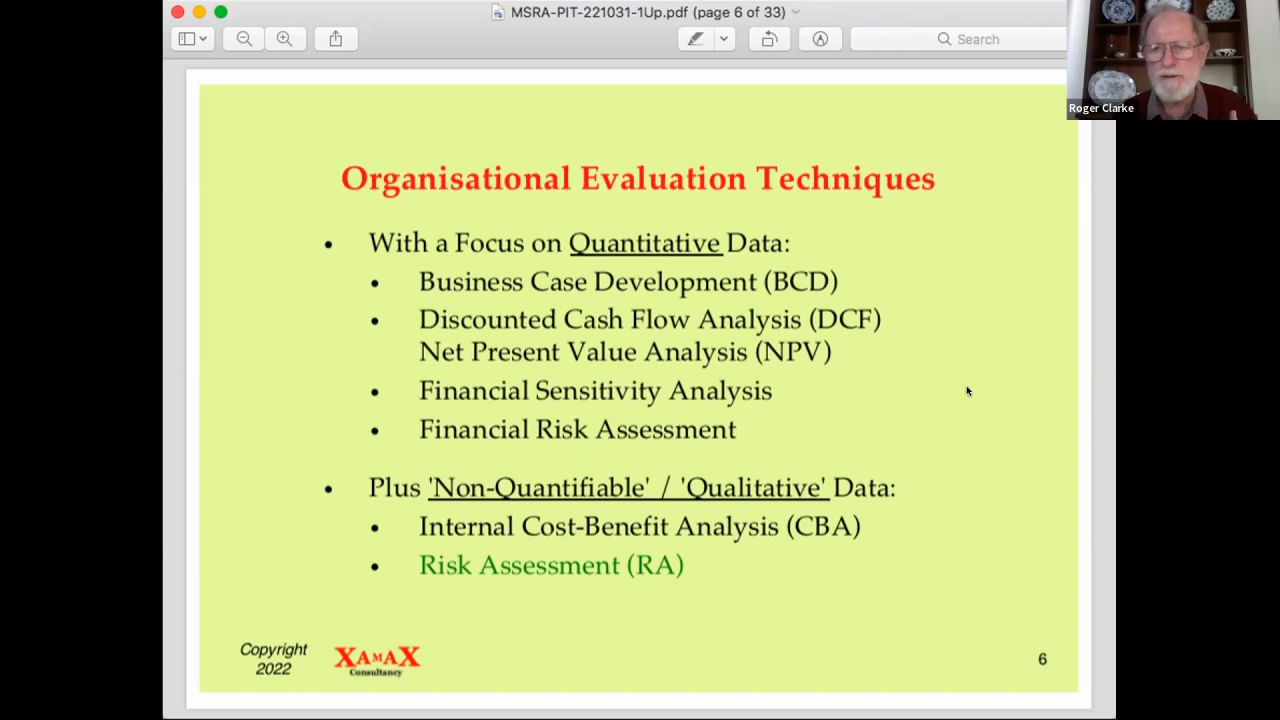 MSRA-PIT-221031-1Up.pdf (page 6 of 33)
Search
Roger Clarke
Organisational Evaluation Techniques
• With a Focus on Quantitative Data:
• Business Case Development (BCD)
• Discounted Cash Flow Analysis (DCF)
Net Present Value Analysis (NPV)
• Financial Sensitivity Analysis
• Financial Risk Assessment
• Plus 'Non-Quantifiable' / 'Qualitative' Data:
• Internal Cost-Benefit Analysis (CBA)
• Risk Assessment (RA)
Copyright
2022
XAMAX
Consultancy
6